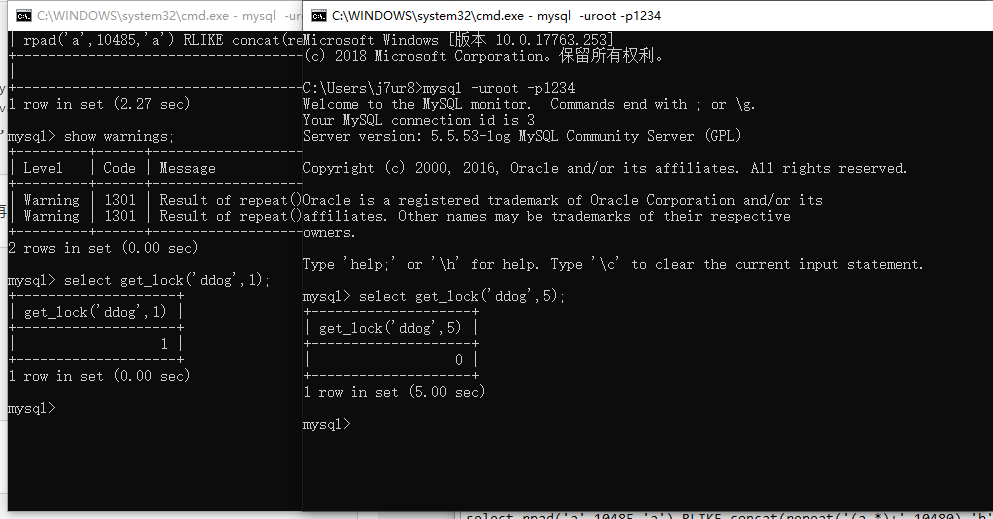 C:\WINDOWS\system32\cmd.exe - mysql -uroot -p1234
| rpad('a',10485,'a') RLIKE concat(re
+------------------------------------
|
+------------------------------------
1 row in set (2.27 sec)
mysql> show warnings;
+---------+------+-------------------
| Level   | Code | Message
+---------+------+-------------------
| Warning | 1301 | Result of repeat()
| Warning | 1301 | Result of repeat()
+---------+------+-------------------
2 rows in set (0.00 sec)
mysql> select get_lock('ddog',1);
+--------------------+
| get_lock('ddog',1) |
+--------------------+
|                  1 |
+--------------------+
1 row in set (0.00 sec)
mysql>
C:\WINDOWS\system32\cmd.exe - mysql -uroot -p1234
Microsoft Windows [版本 10.0.17763.253]
(c) 2018 Microsoft Corporation。保留所有权利。
C:\Users\j7ur8>mysql -uroot -p1234
Welcome to the MySQL monitor.  Commands end with ; or \g.
Your MySQL connection id is 3
Server version: 5.5.53-log MySQL Community Server (GPL)
Copyright (c) 2000, 2016, Oracle and/or its affiliates. All rights reserved.
Oracle is a registered trademark of Oracle Corporation and/or its
affiliates. Other names may be trademarks of their respective
owners.
Type 'help;' or '\h' for help. Type '\c' to clear the current input statement.
mysql> select get_lock('ddog',5);
+--------------------+
| get_lock('ddog',5) |
+--------------------+
|                  0 |
+--------------------+
1 row in set (5.00 sec)
mysql>